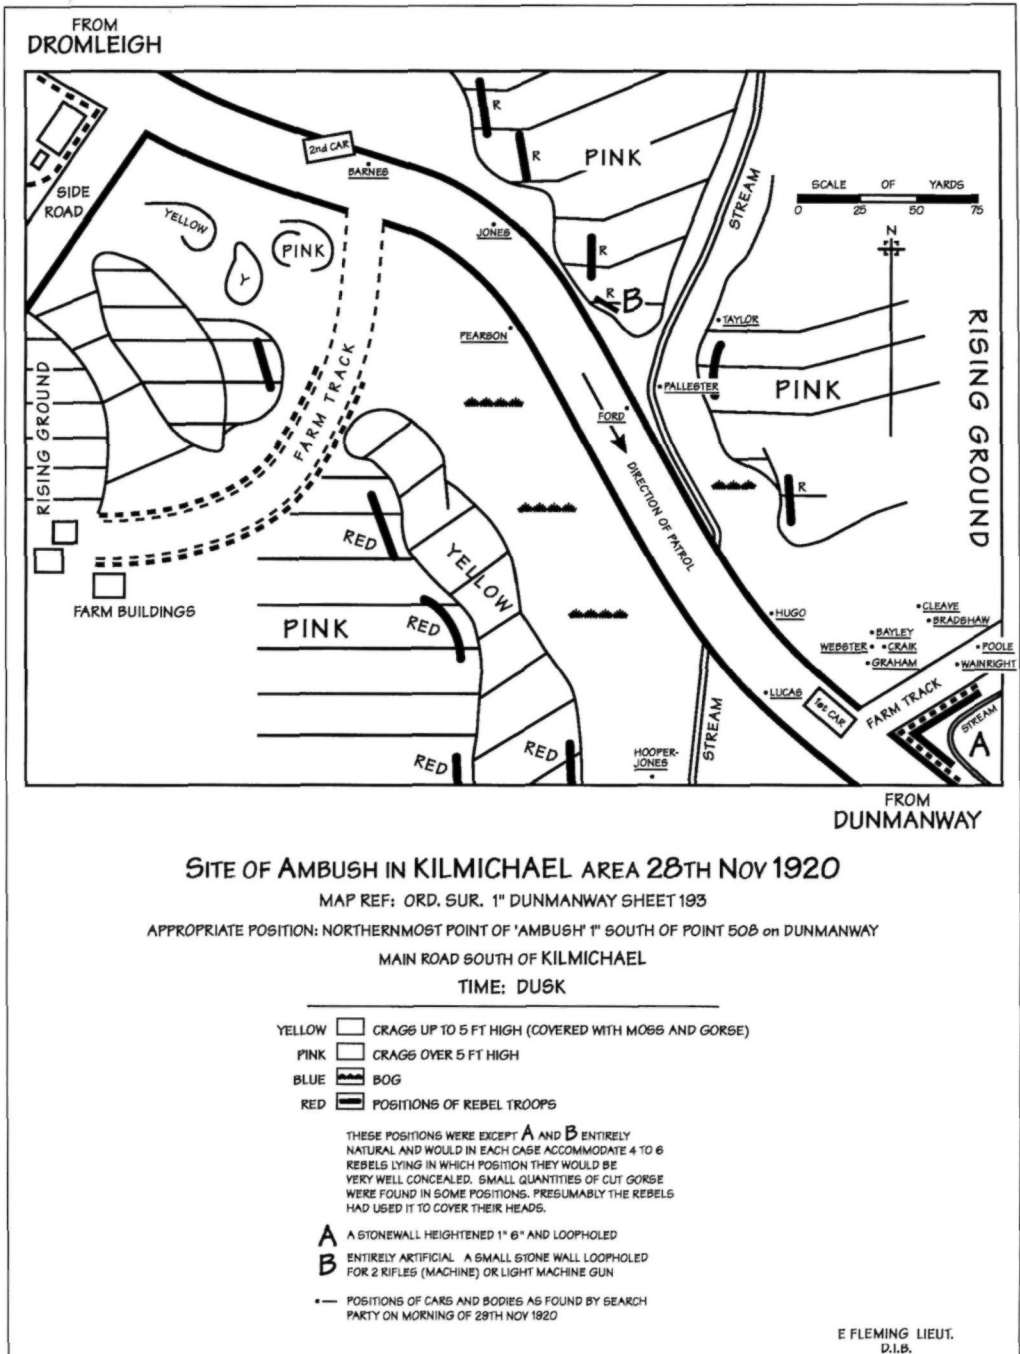 FROM
DROMLEIGH
2nd CAR
BARNES
R
R
PINK
SIDE
ROAD
YELLOW
PINK
Y
JONES
STREAM
SCALE OF YARDS
0 25 50 75
N
R
R
B
PEARSON
TAYLOR
PALLESTER
PINK
RISING GROUND
RISING GROUND
FARM TRACK
FORD
DIRECTION OF PATROL
R
RED
YELLOW
FARM BUILDINGS
PINK
RED
HUGO
CLEAVE
BRADSHAW
BAYLEY
WEBSTER
CRAIK
POOLE
GRAHAM
WAINRIGHT
LUCAS
1st CAR
FARM TRACK
STREAM
A
RED
RED
HOOPER-
JONES
STREAM
FROM
DUNMANWAY
SITE OF AMBUSH IN KILMICHAEL AREA 28TH NOV 1920
MAP REF: ORD. SUR. 1" DUNMANWAY SHEET 193
APPROPRIATE POSITION: NORTHERNMOST POINT OF 'AMBUSH' 1" SOUTH OF POINT 508 on DUNMANWAY
MAIN ROAD SOUTH OF KILMICHAEL
TIME: DUSK
YELLOW CRAGS UP TO 5 FT HIGH (COVERED WITH MOSS AND GORSE)
PINK CRAGS OVER 5 FT HIGH
BLUE BOG
RED POSITIONS OF REBEL TROOPS
THESE POSITIONS WERE EXCEPT A AND B ENTIRELY
NATURAL AND WOULD IN EACH CASE ACCOMMODATE 4 TO 6
REBELS LYING IN WHICH POSITION THEY WOULD BE
VERY WELL CONCEALED. SMALL QUANTITIES OF CUT GORSE
WERE FOUND IN SOME POSITIONS. PRESUMABLY THE REBELS
HAD USED IT TO COVER THEIR HEADS.
A A STONEWALL HEIGHTENED 1" 6" AND LOOPHOLED
B ENTIRELY ARTIFICIAL A SMALL STONE WALL LOOPHOLED
FOR 2 RIFLES (MACHINE) OR LIGHT MACHINE GUN
POSITIONS OF CARS AND BODIES AS FOUND BY SEARCH
PARTY ON MORNING OF 29TH NOV 1920
E FLEMING LIEUT.
D.I.B.